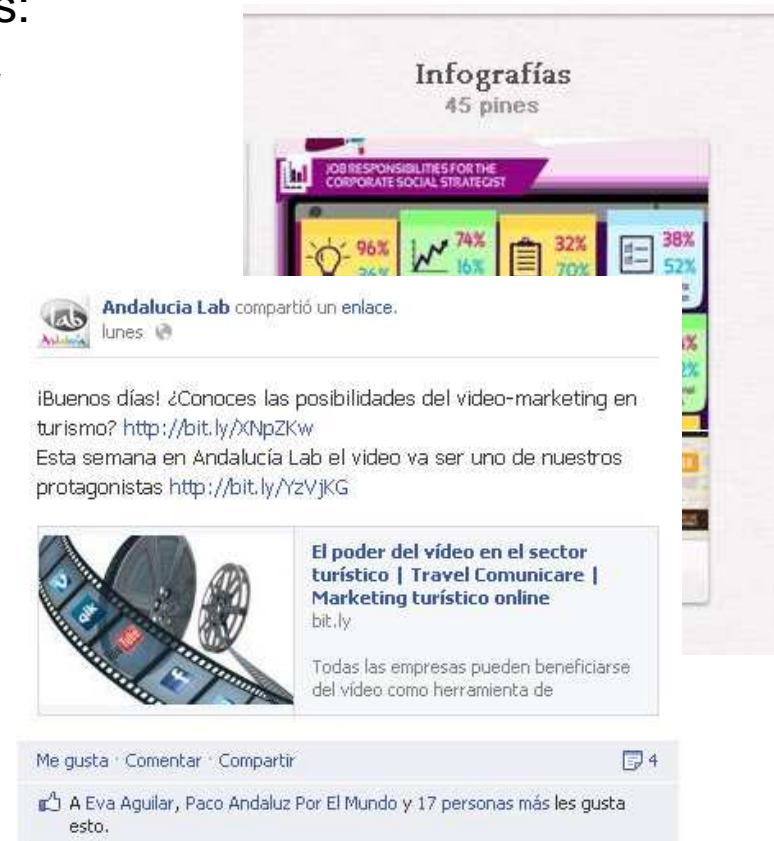 s:
Infografías
45 pines
JOB RESPONSIBILITIES FOR THE
CORPORATE SOCIAL STRATEGIST
96% 74% 32% 38%
26% 16% 70% 52%
Andalucia Lab compartió un enlace.
lunes
¡Buenos días! ¿Conoces las posibilidades del video-marketing en
turismo? http://bit.ly/XNpZKw
Esta semana en Andalucía Lab el video va ser uno de nuestros
protagonistas http://bit.ly/YzVjKG
El poder del vídeo en el sector
turístico | Travel Comunicare |
Marketing turístico online
bit.ly
Todas las empresas pueden beneficiarse
del vídeo como herramienta de
Me gusta · Comentar · Compartir 4
A Eva Aguilar, Paco Andaluz Por El Mundo y 17 personas más les gusta
esto.